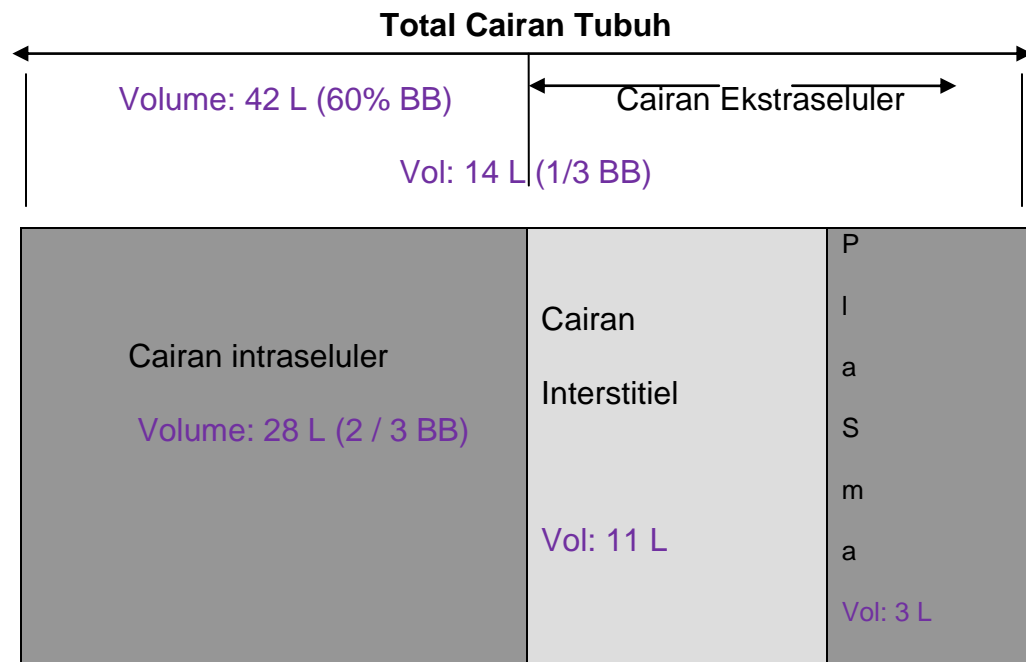 Total Cairan Tubuh
Volume: 42 L (60% BB)
Cairan Ekstraseluler
Vol: 14 L (1/3 BB)
Cairan intraseluler
Volume: 28 L (2 / 3 BB)
Cairan
Interstitiel
Vol: 11 L
P
l
a
S
m
a
Vol: 3 L